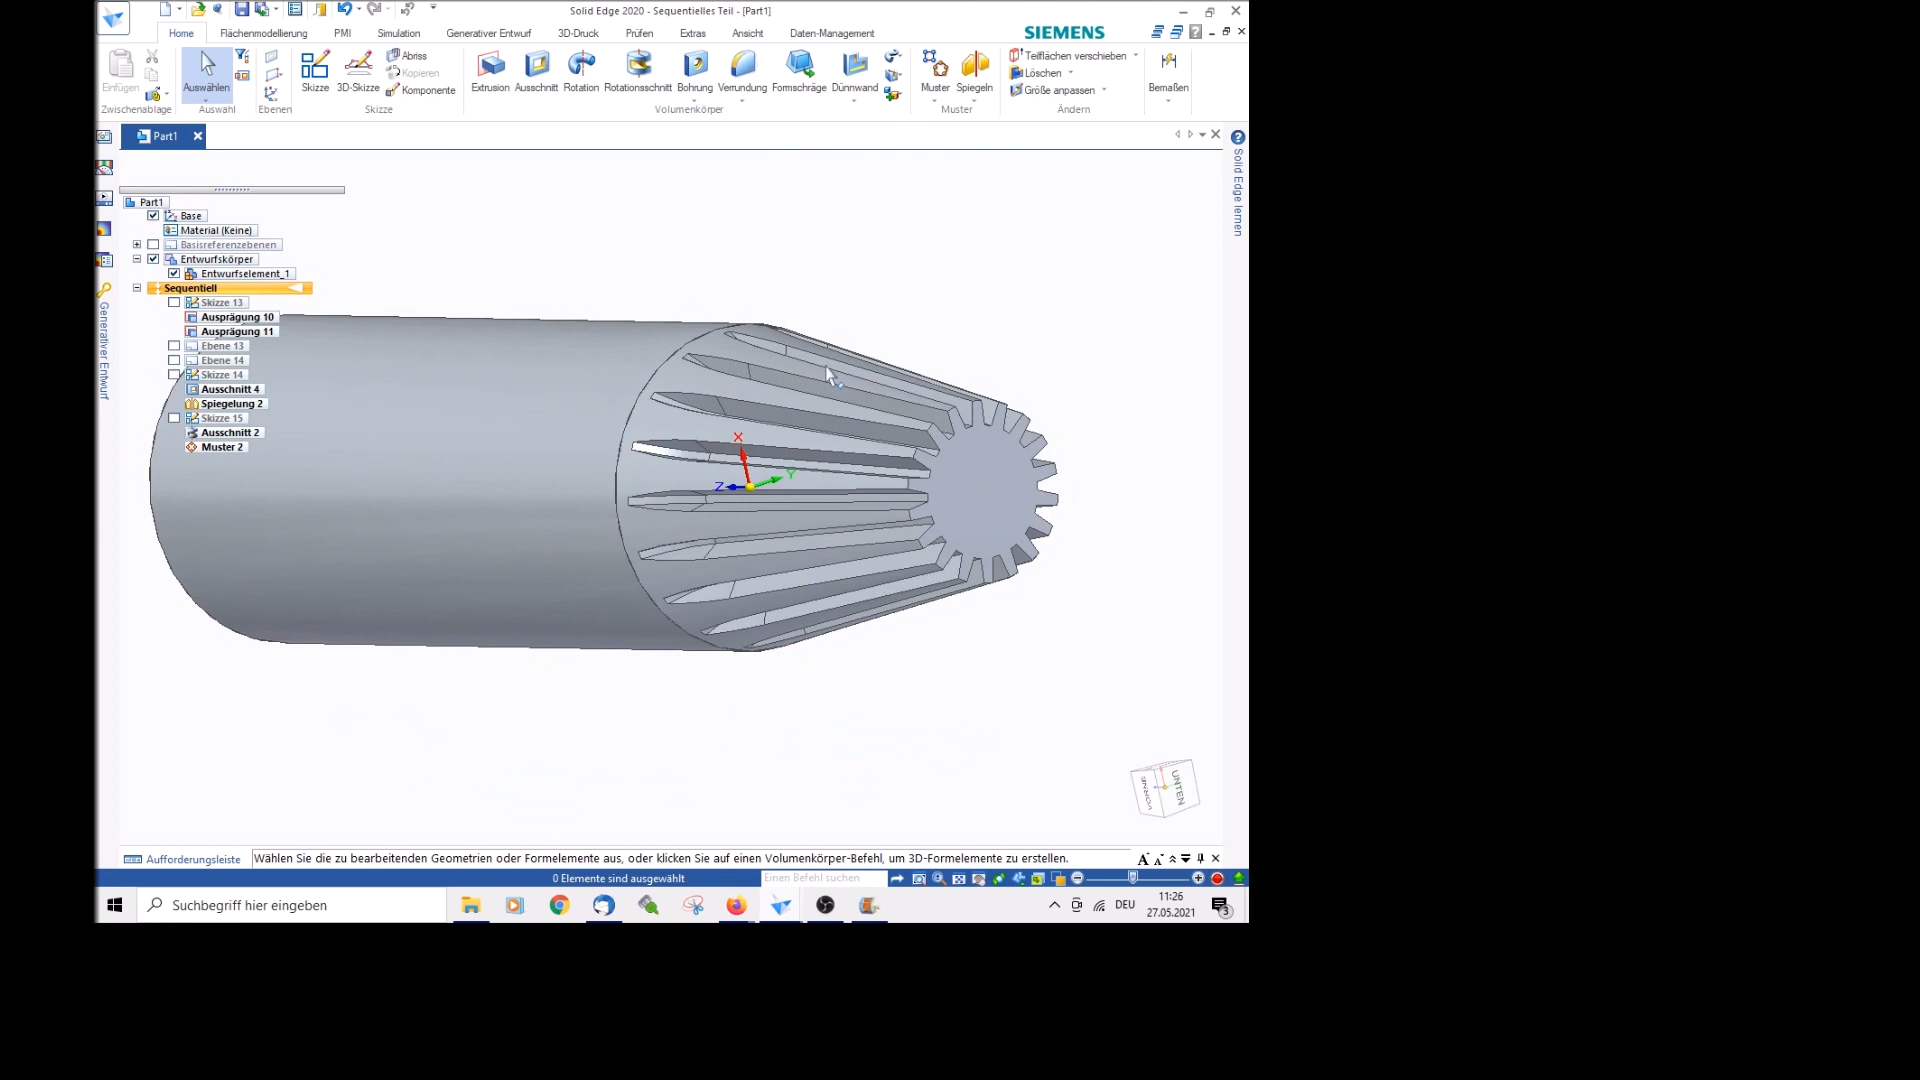 Solid Edge 2020 - Sequentielles Teil - [Part1]
Home Flächenmodellierung PMI Simulation Generativer Entwurf 3D-Druck Prüfen Extras Ansicht Daten-Management SIEMENS
Einfügen
Zwischenablage
Auswählen
Auswahl
Ebenen
Skizze
3D-Skizze
Abriss
Kopieren
Komponente
Skizze
Extrusion Ausschnitt Rotation Rotationsschnitt Bohrung Verrundung Formschräge Dünnwand
Volumenkörper
Muster Spiegeln
Muster
Teilflächen verschieben
Löschen
Größe anpassen
Ändern
Bemaßen
Part1
Solid Edge lernen
Generativer Entwurf
Part1
Base
Material (Keine)
Basisreferenzebenen
Entwurfskörper
Entwurfselement_1
Sequentiell
Skizze 13
Ausprägung 10
Ausprägung 11
Ebene 13
Ebene 14
Skizze 14
Ausschnitt 4
Spiegelung 2
Skizze 15
Ausschnitt 2
Muster 2
X
Y
Z
VORNE
UNTEN
Aufforderungsleiste Wählen Sie die zu bearbeitenden Geometrien oder Formelemente aus, oder klicken Sie auf einen Volumenkörper-Befehl, um 3D-Formelemente zu erstellen.
0 Elemente sind ausgewählt Einen Befehl suchen
Suchbegriff hier eingeben
DEU
11:26
27.05.2021
3